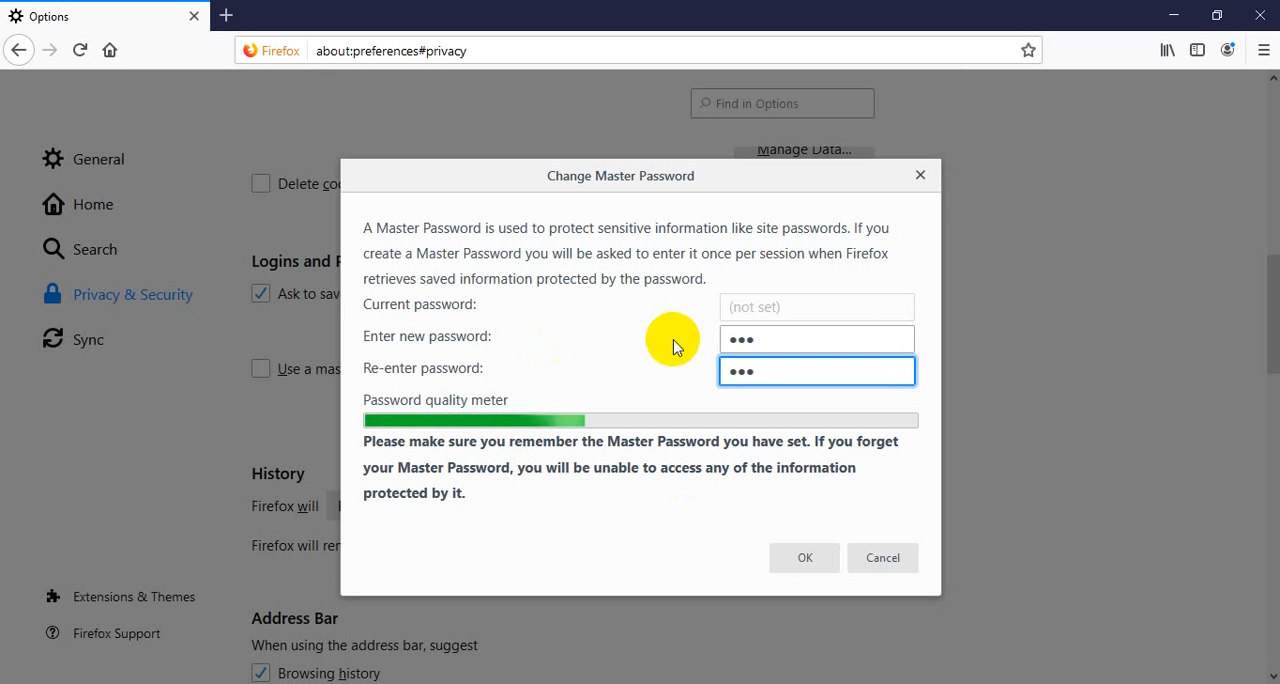 Options
Firefox
about:preferences#privacy
Find in Options
Manage Data...
General
Home
Search
Privacy & Security
Sync
Extensions & Themes
Firefox Support
Delete
Logins and
Ask to sav
Use a mas
History
Firefox will
Firefox will rem
Address Bar
When using the address bar, suggest
Browsing history
Change Master Password
A Master Password is used to protect sensitive information like site passwords. If you
create a Master Password you will be asked to enter it once per session when Firefox
retrieves saved information protected by the password.
Current password:
(not set)
Enter new password:
Re-enter password:
Password quality meter
Please make sure you remember the Master Password you have set. If you forget
your Master Password, you will be unable to access any of the information
protected by it.
OK
Cancel